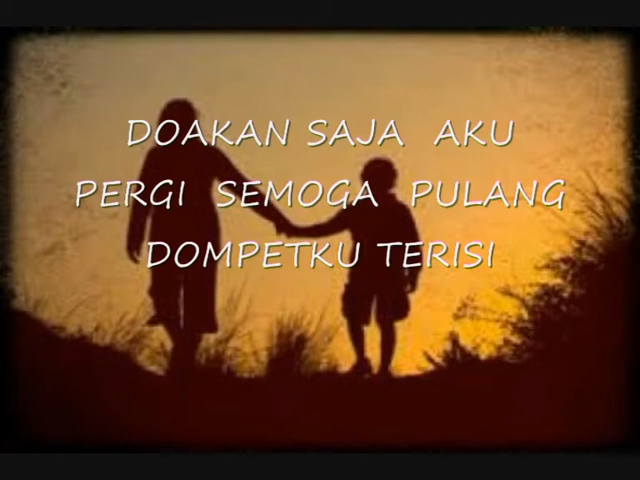 DOAKAN SAJA AKU
PERGI SEMOGA PULANG
DOMPETKU TERISI